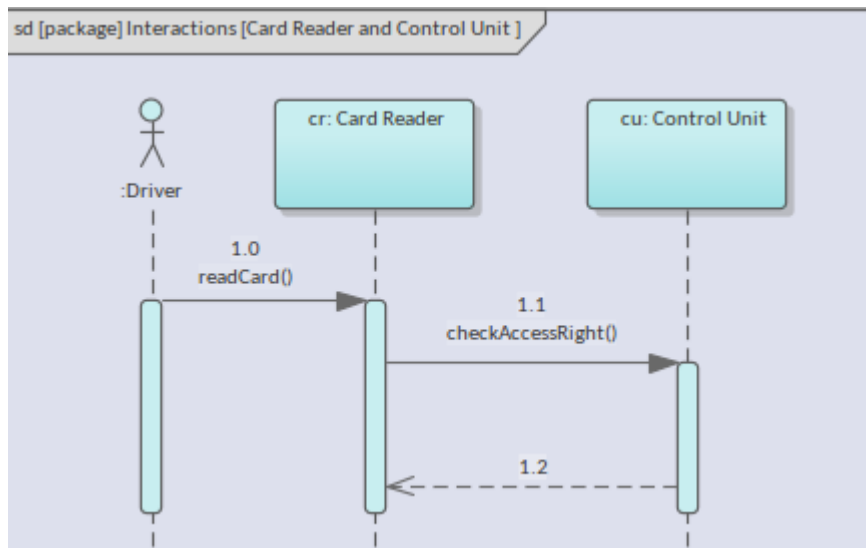 sd [package] Interactions [Card Reader and Control Unit ]
cr: Card Reader
cu: Control Unit
:Driver
1.0
readCard()
1.1
checkAccessRight()
1.2